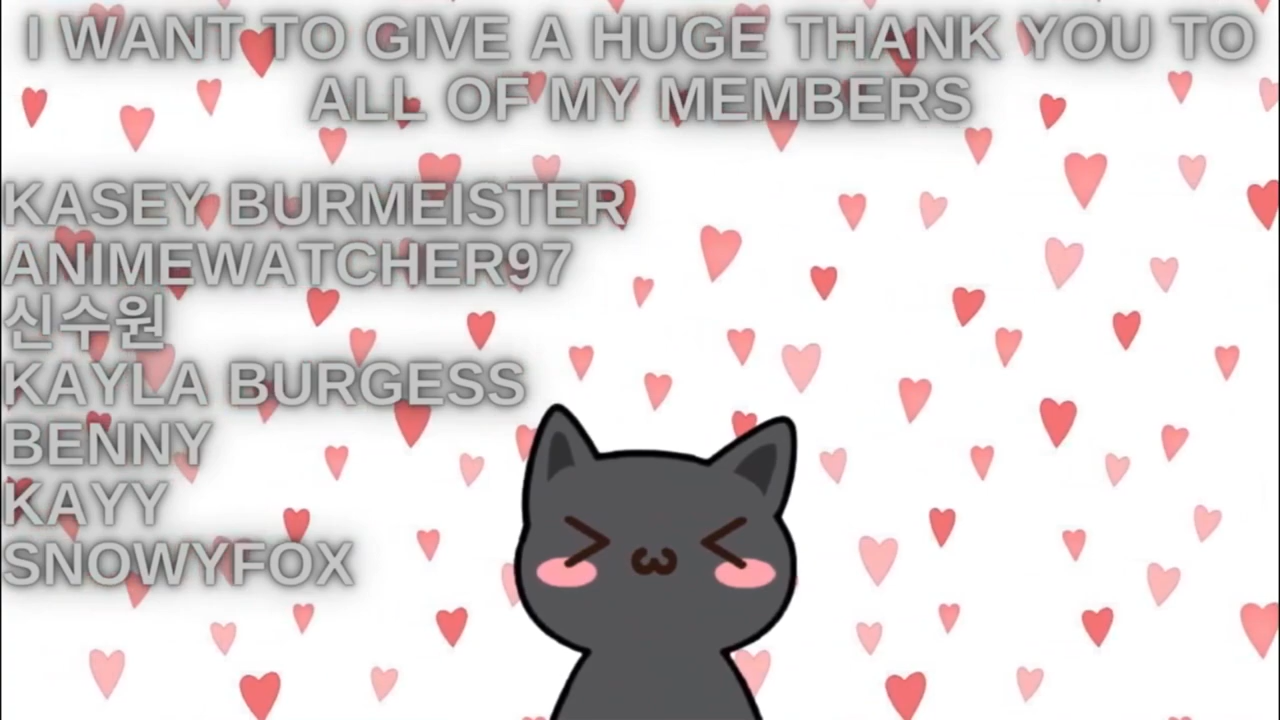 I WANT TO GIVE A HUGE THANK YOU TO
ALL OF MY MEMBERS
KASEY BURMEISTER
ANIMEWATCHER97
신수원
KAYLA BURGESS
BENNY
KAYY
SNOWYFOX